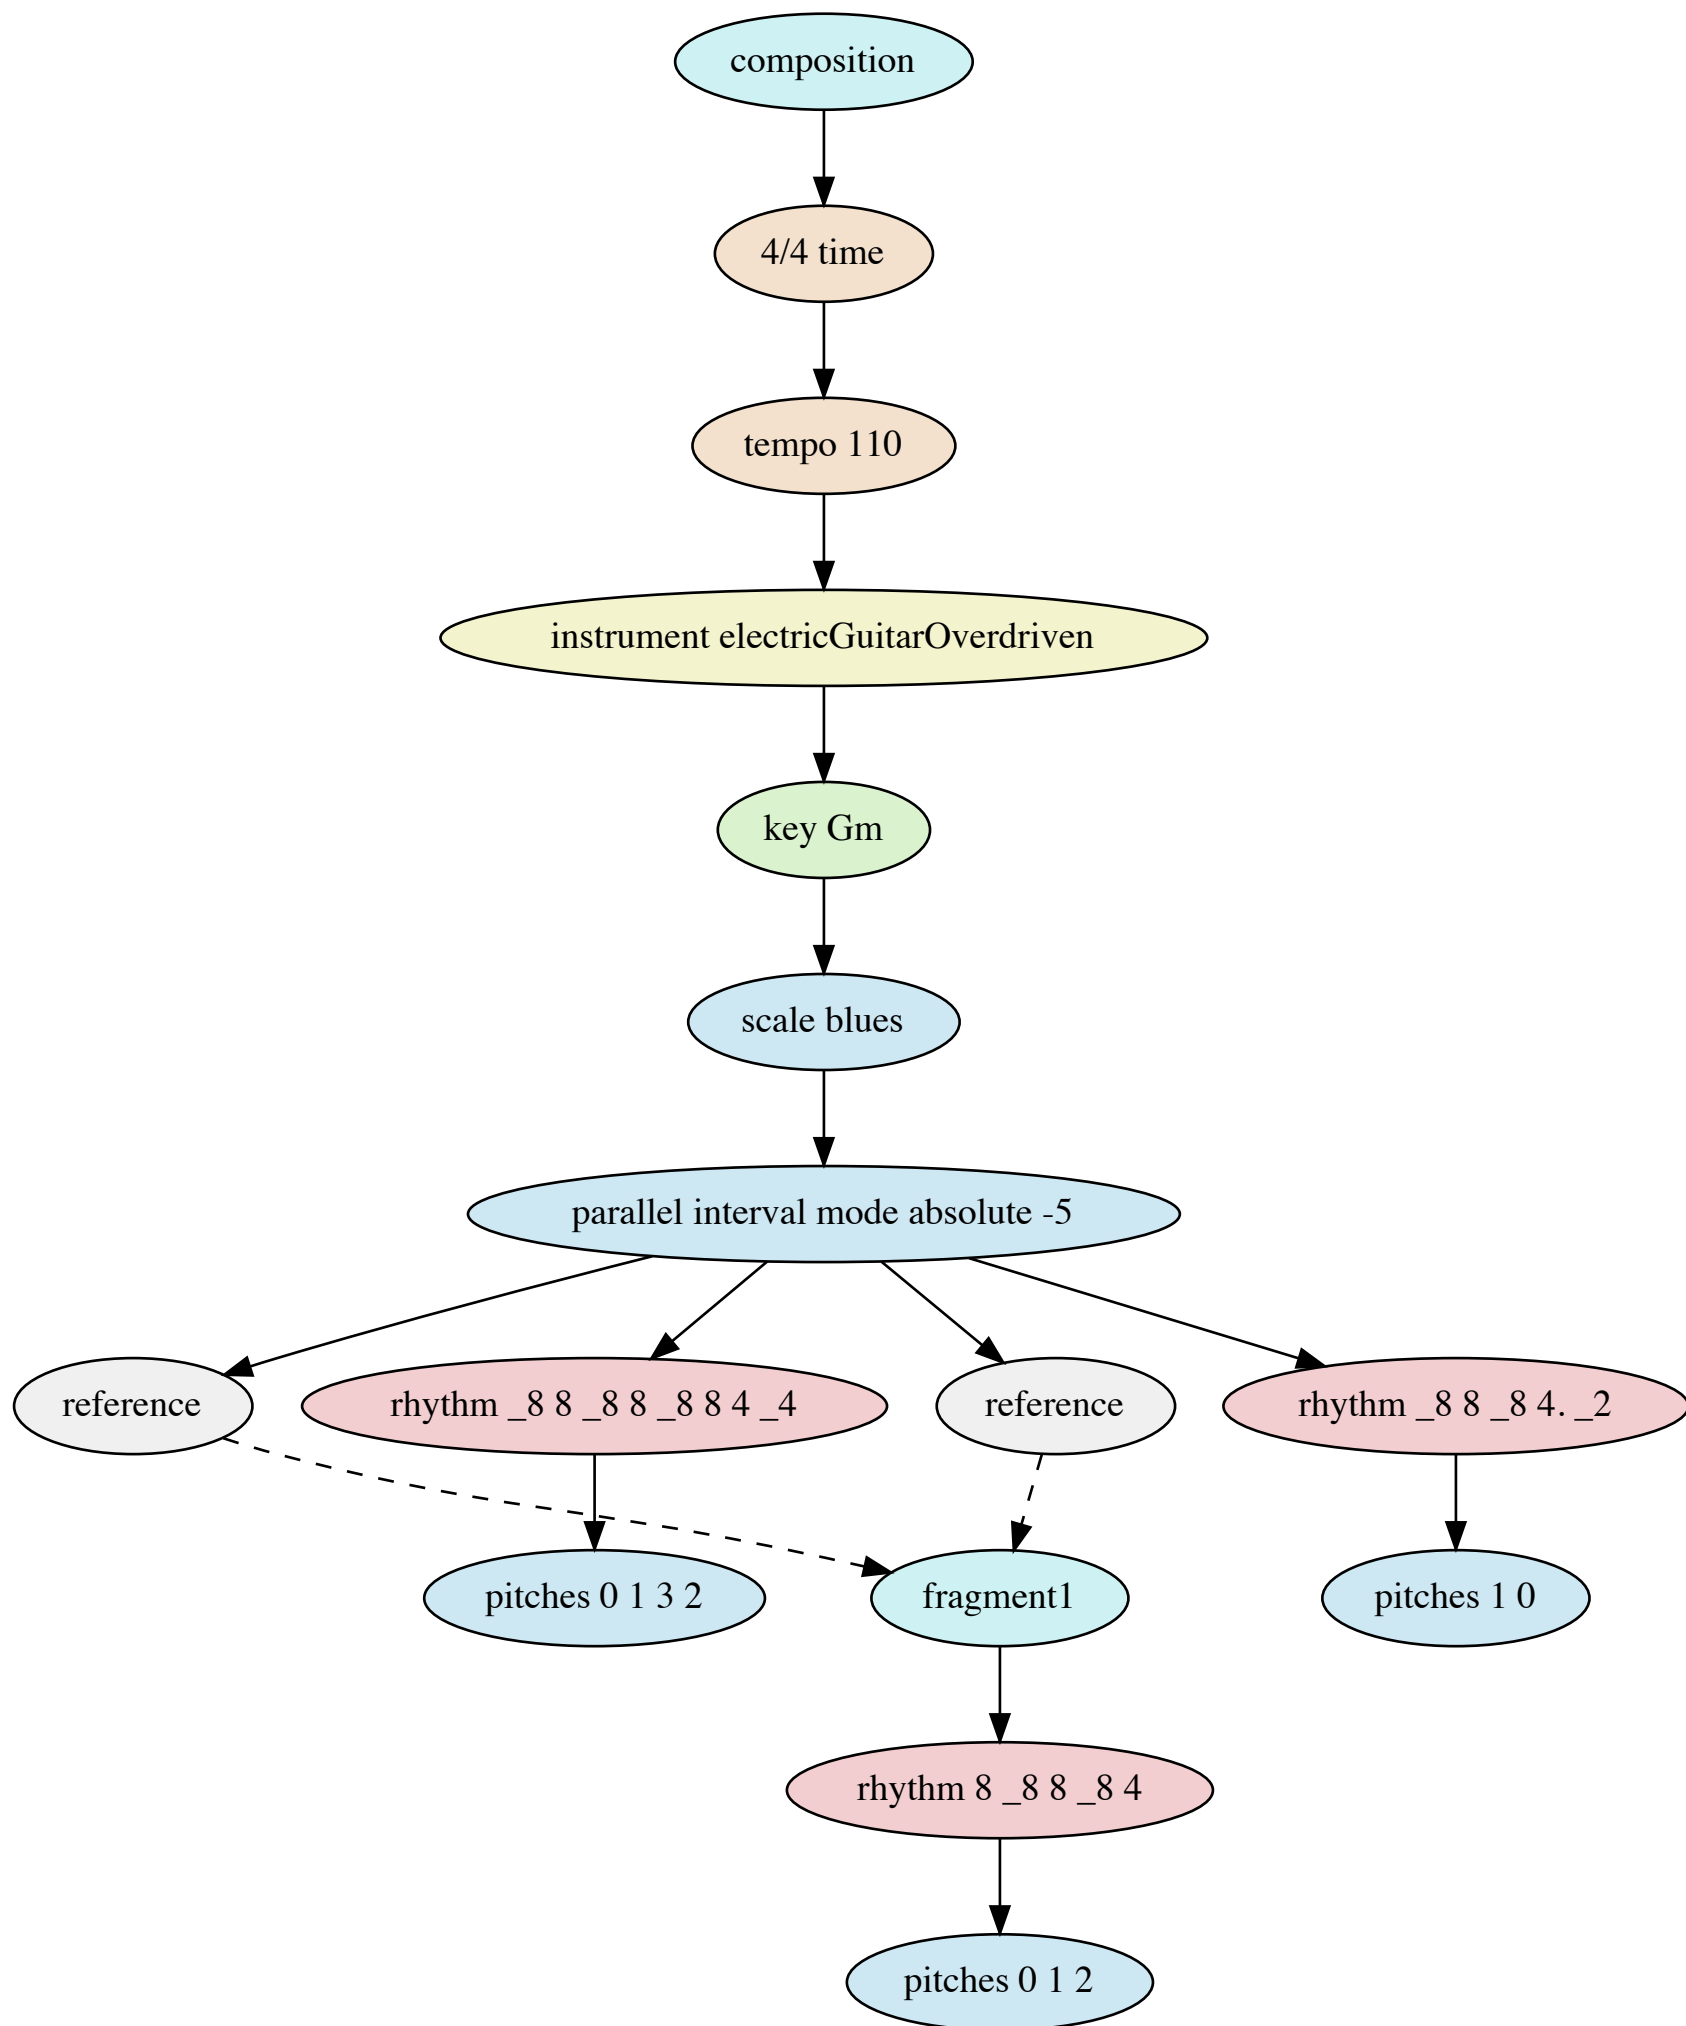 composition
4/4 time
tempo 110
instrument electricGuitarOverdriven
key Gm
scale blues
parallel interval mode absolute -5
reference
rhythm _8 8 _8 8 _8 8 4 _4
reference
rhythm _8 8 _8 4. _2
pitches 0 1 3 2
fragment1
pitches 1 0
rhythm 8 _8 8 _8 4
pitches 0 1 2